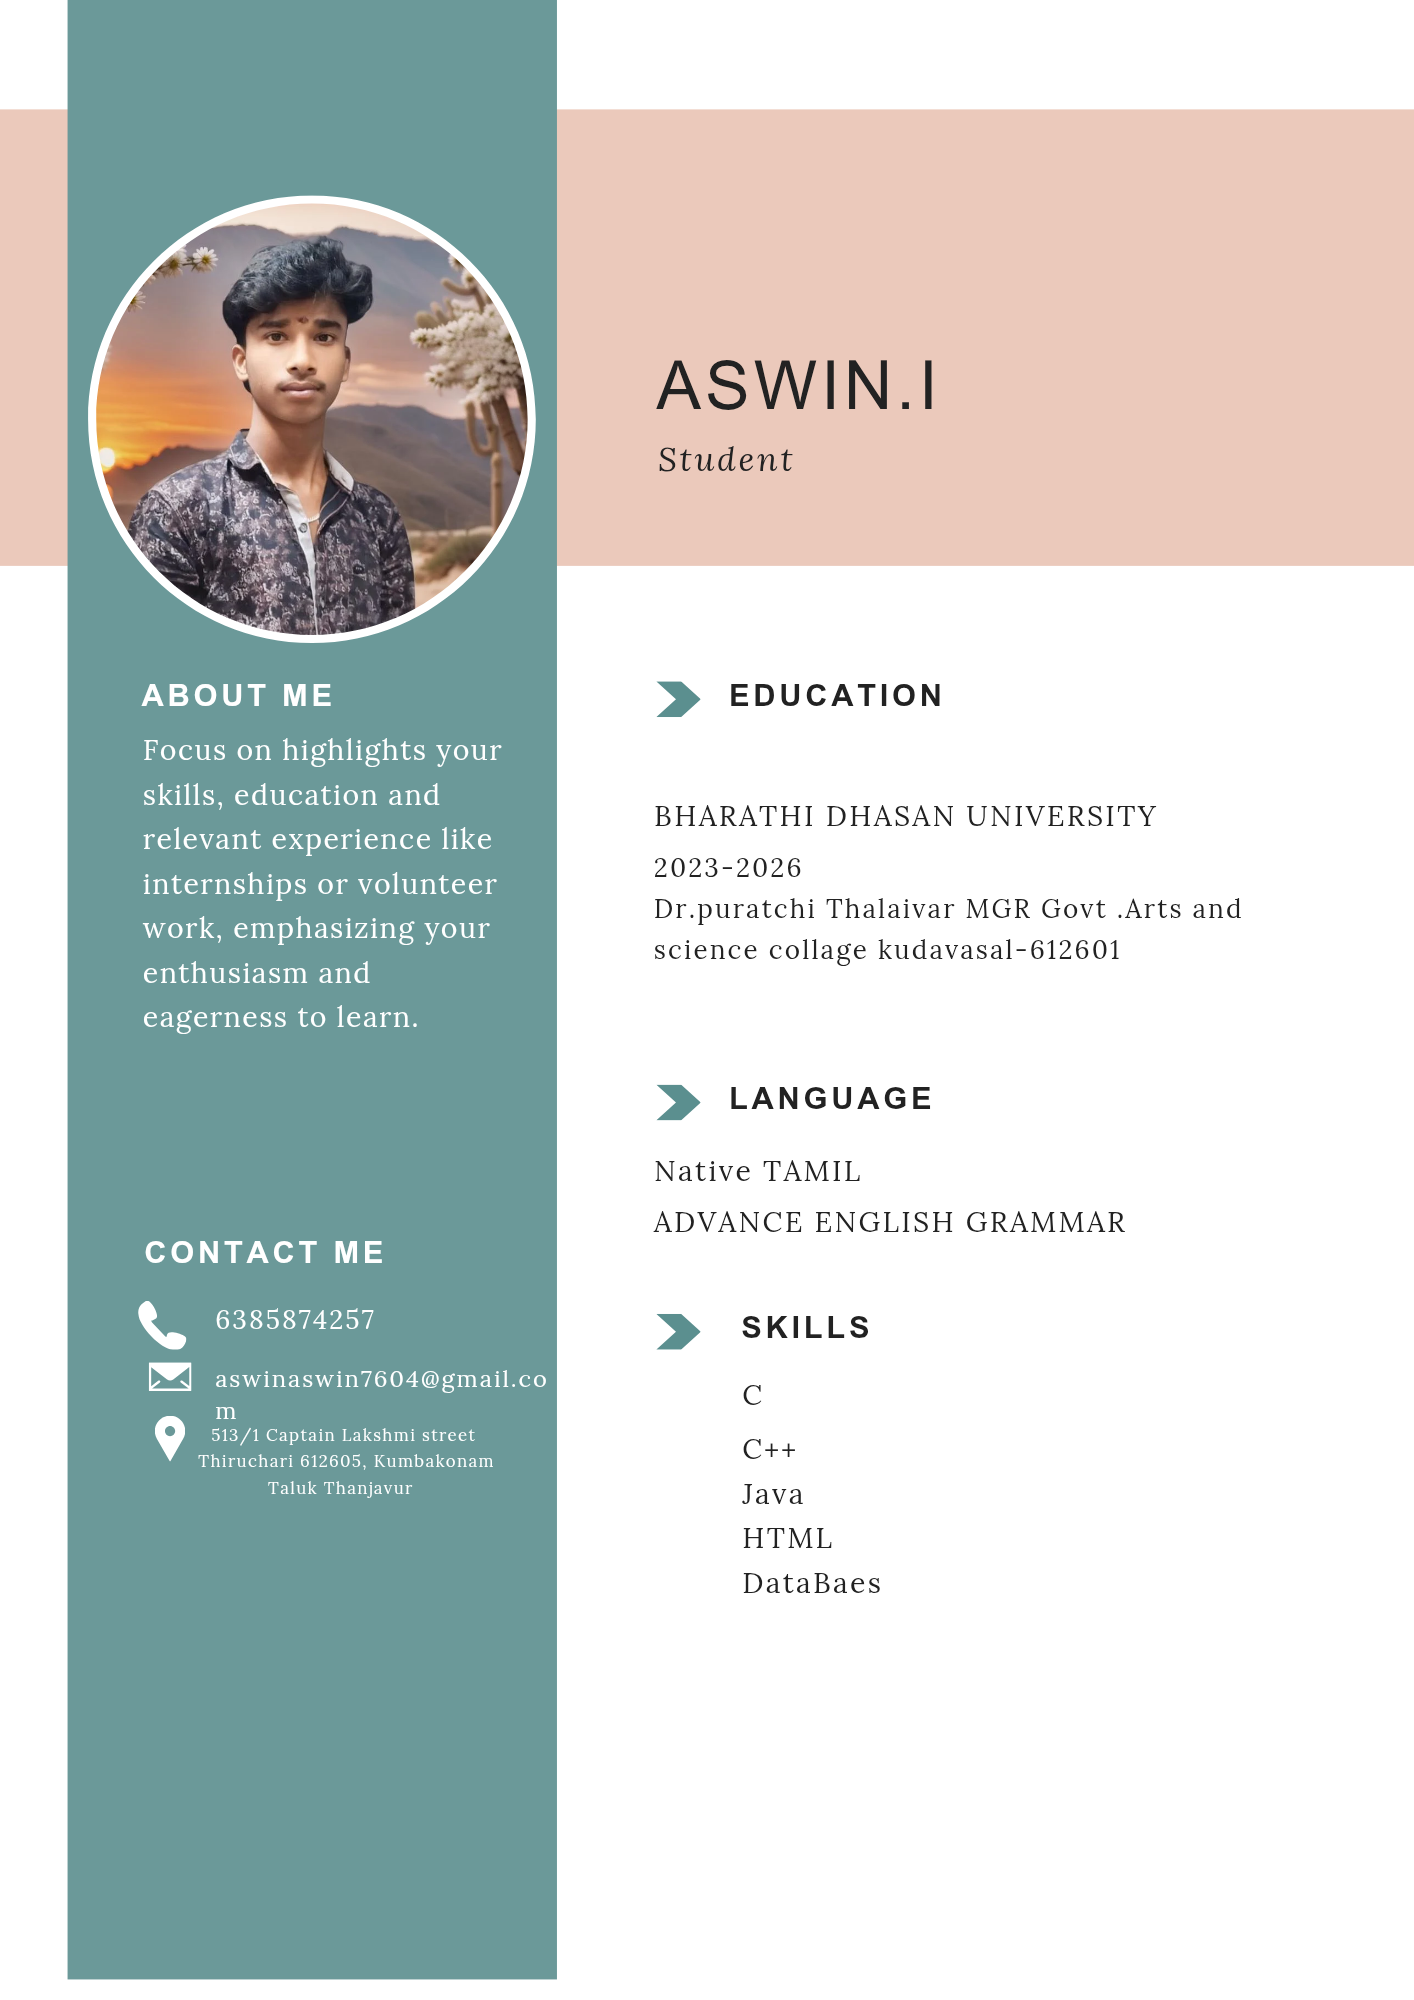 ASWIN.I
Student
ABOUT ME
Focus on highlights your
skills, education and
relevant experience like
internships or volunteer
work, emphasizing your
enthusiasm and
eagerness to learn.
CONTACT ME
6385874257
aswinaswin7604@gmail.co
m
513/1 Captain Lakshmi street
Thiruchari 612605, Kumbakonam
Taluk Thanjavur
EDUCATION
BHARATHI DHASAN UNIVERSITY
2023-2026
Dr.puratchi Thalaivar MGR Govt .Arts and
science collage kudavasal-612601
LANGUAGE
Native TAMIL
ADVANCE ENGLISH GRAMMAR
SKILLS
C
C++
Java
HTML
DataBaes